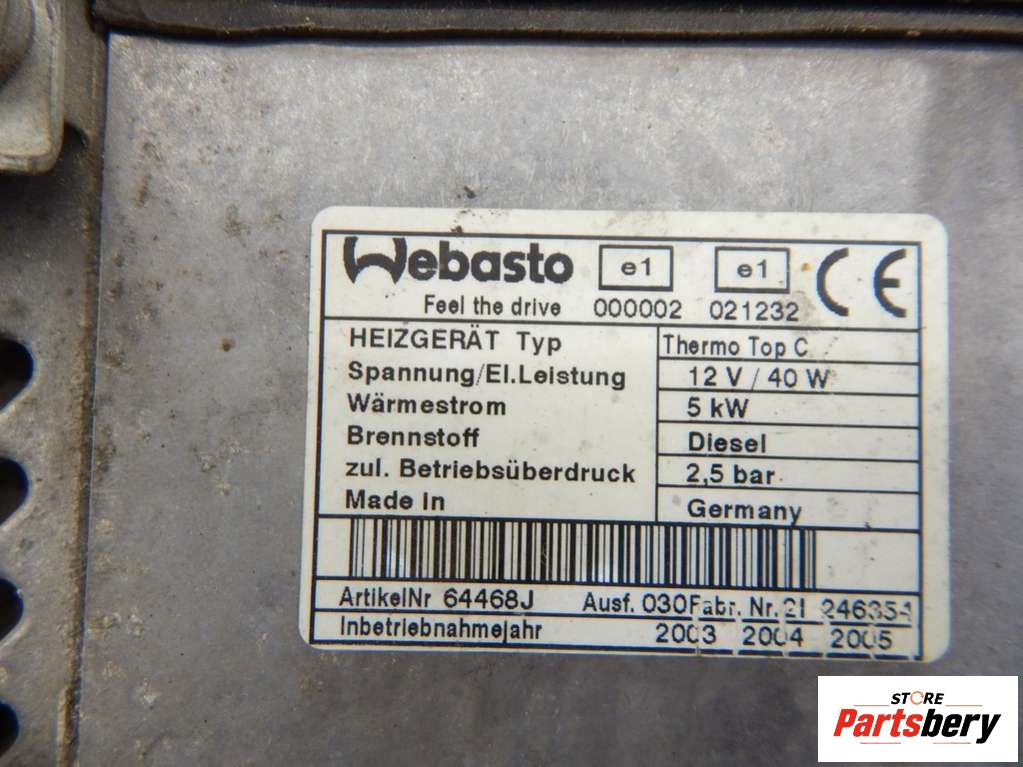 Webasto e1 e1 CE
Feel the drive 000002 021232
HEIZGERÄT Typ Thermo Top C
Spannung/El.Leistung 12 V / 40 W
Wärmestrom 5 kW
Brennstoff Diesel
zul. Betriebsüberdruck 2,5 bar
Made In Germany
ArtikelNr 64468J Ausf. 030 Fabr. Nr.
Inbetriebnahmejahr 2003 2004 2005
STORE
Partsbery